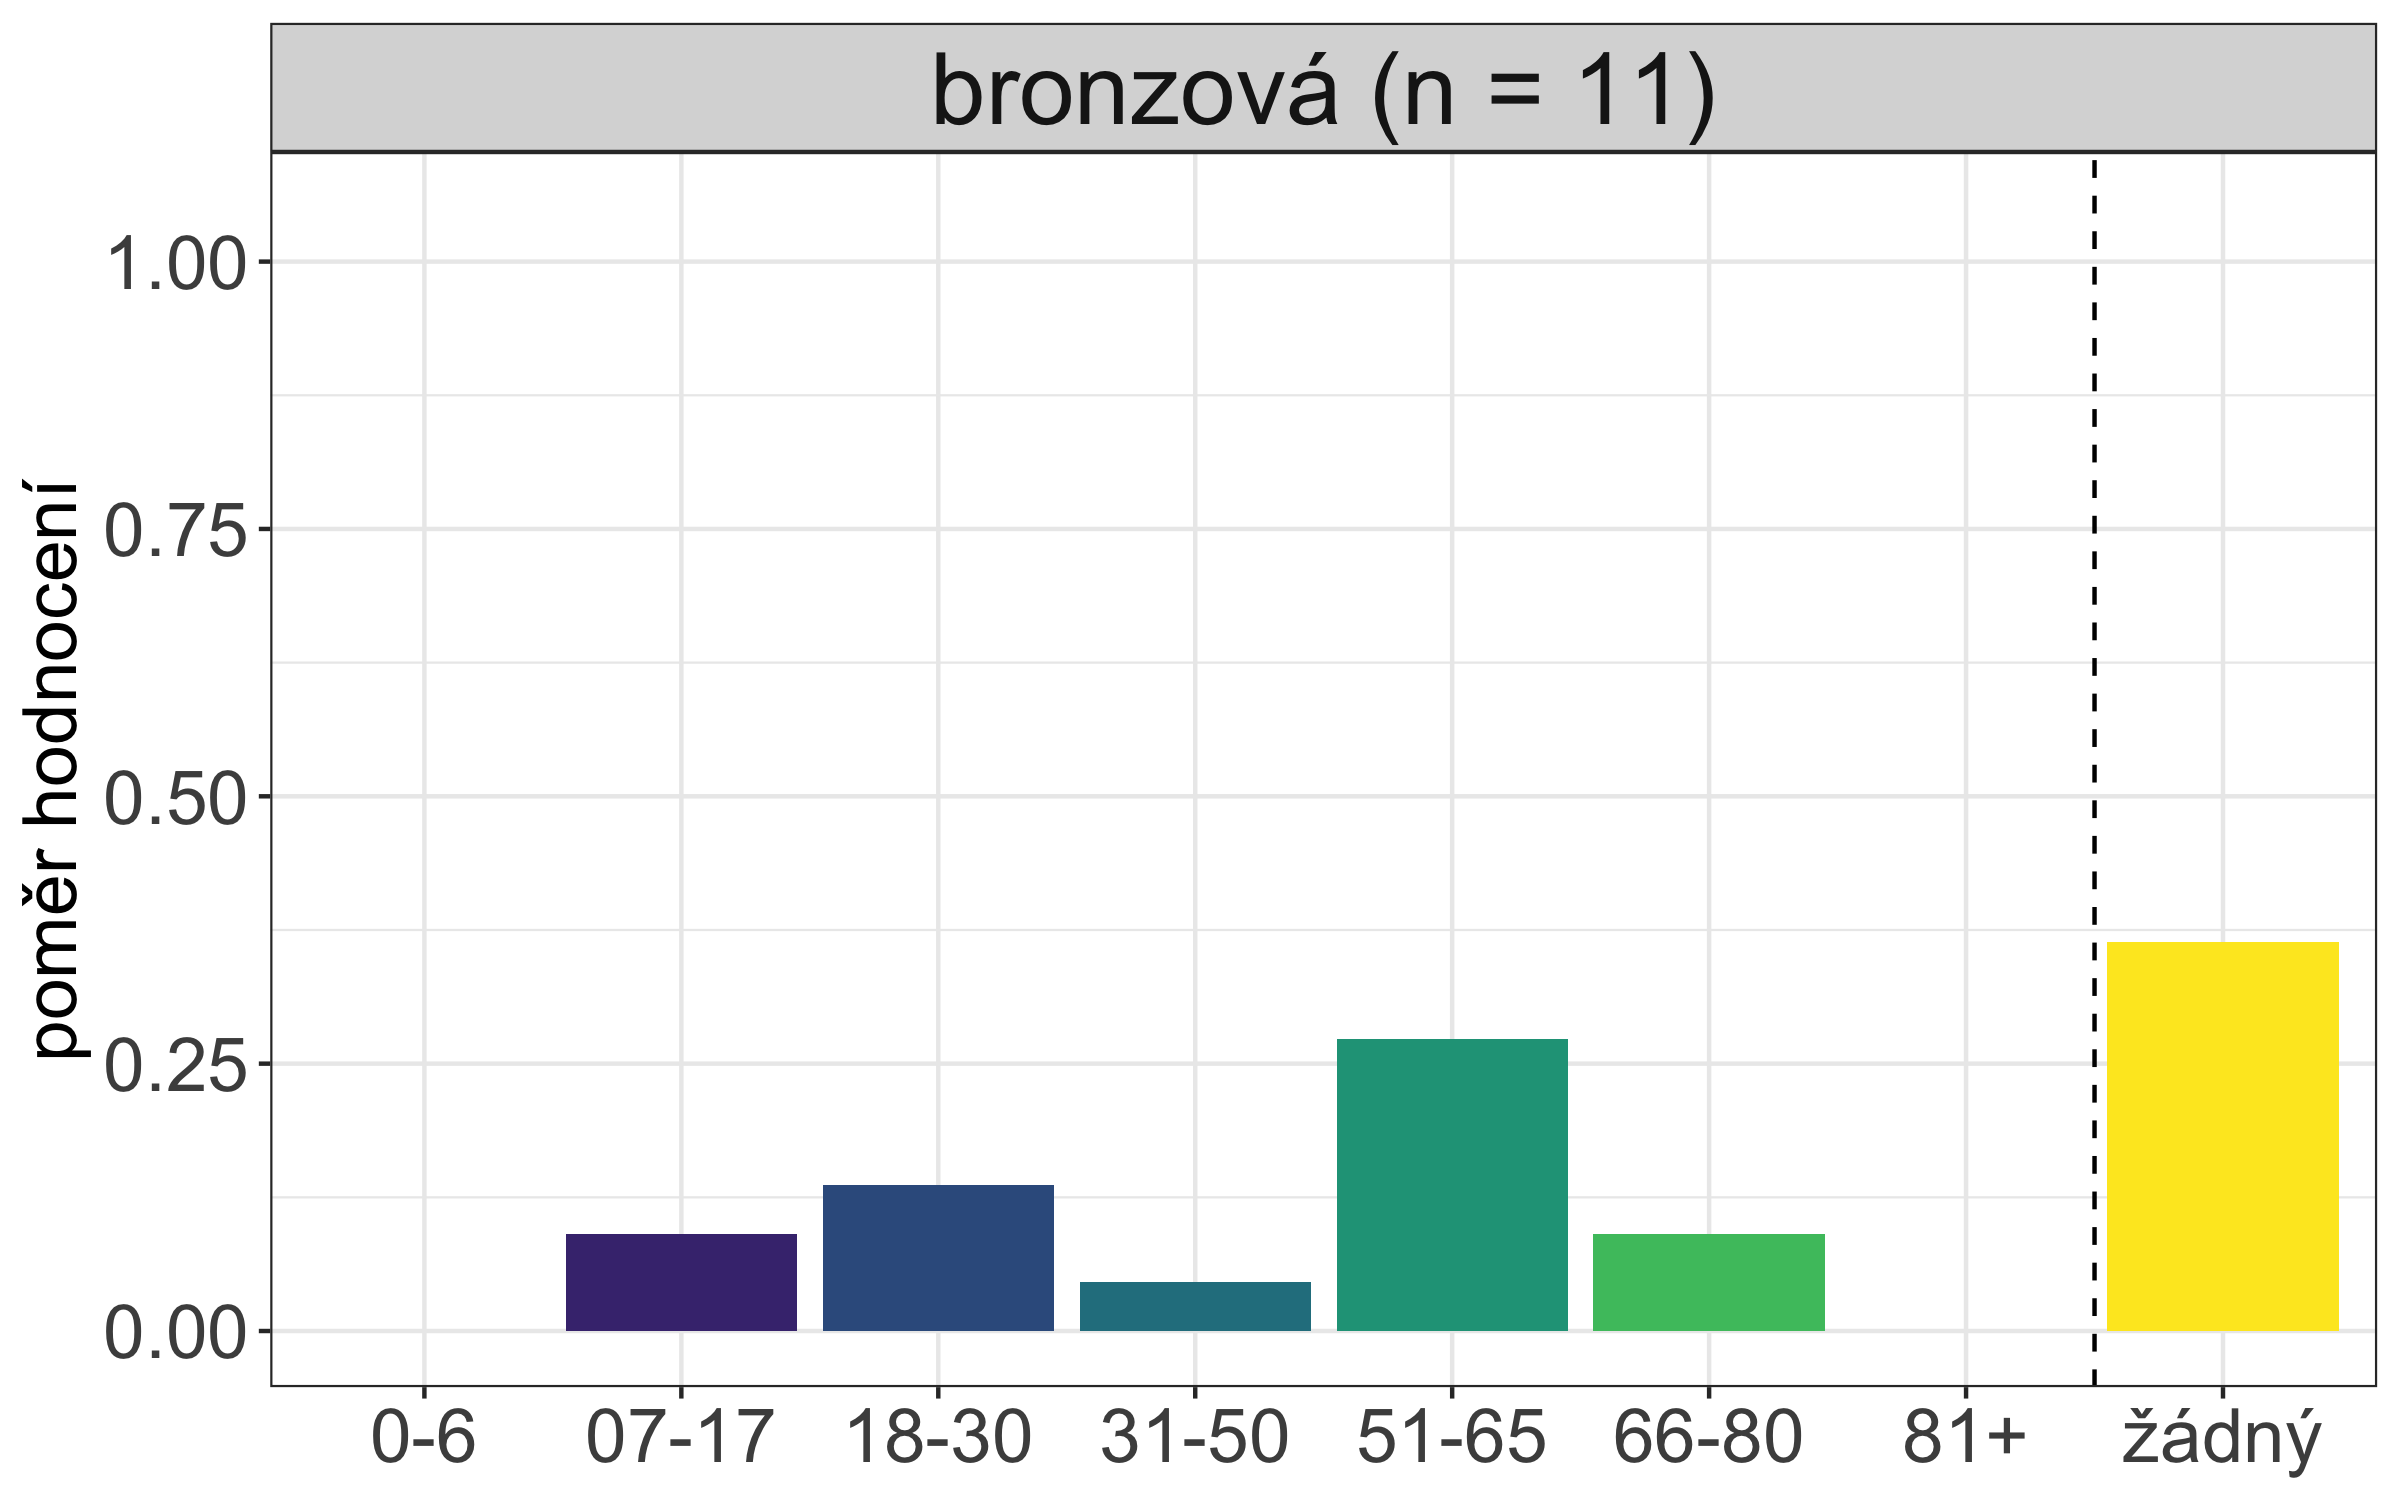 bronzová (n = 11)
poměr hodnocení
1.00
0.75
0.50
0.25
0.00
0-6 07-17 18-30 31-50 51-65 66-80 81+ žádný